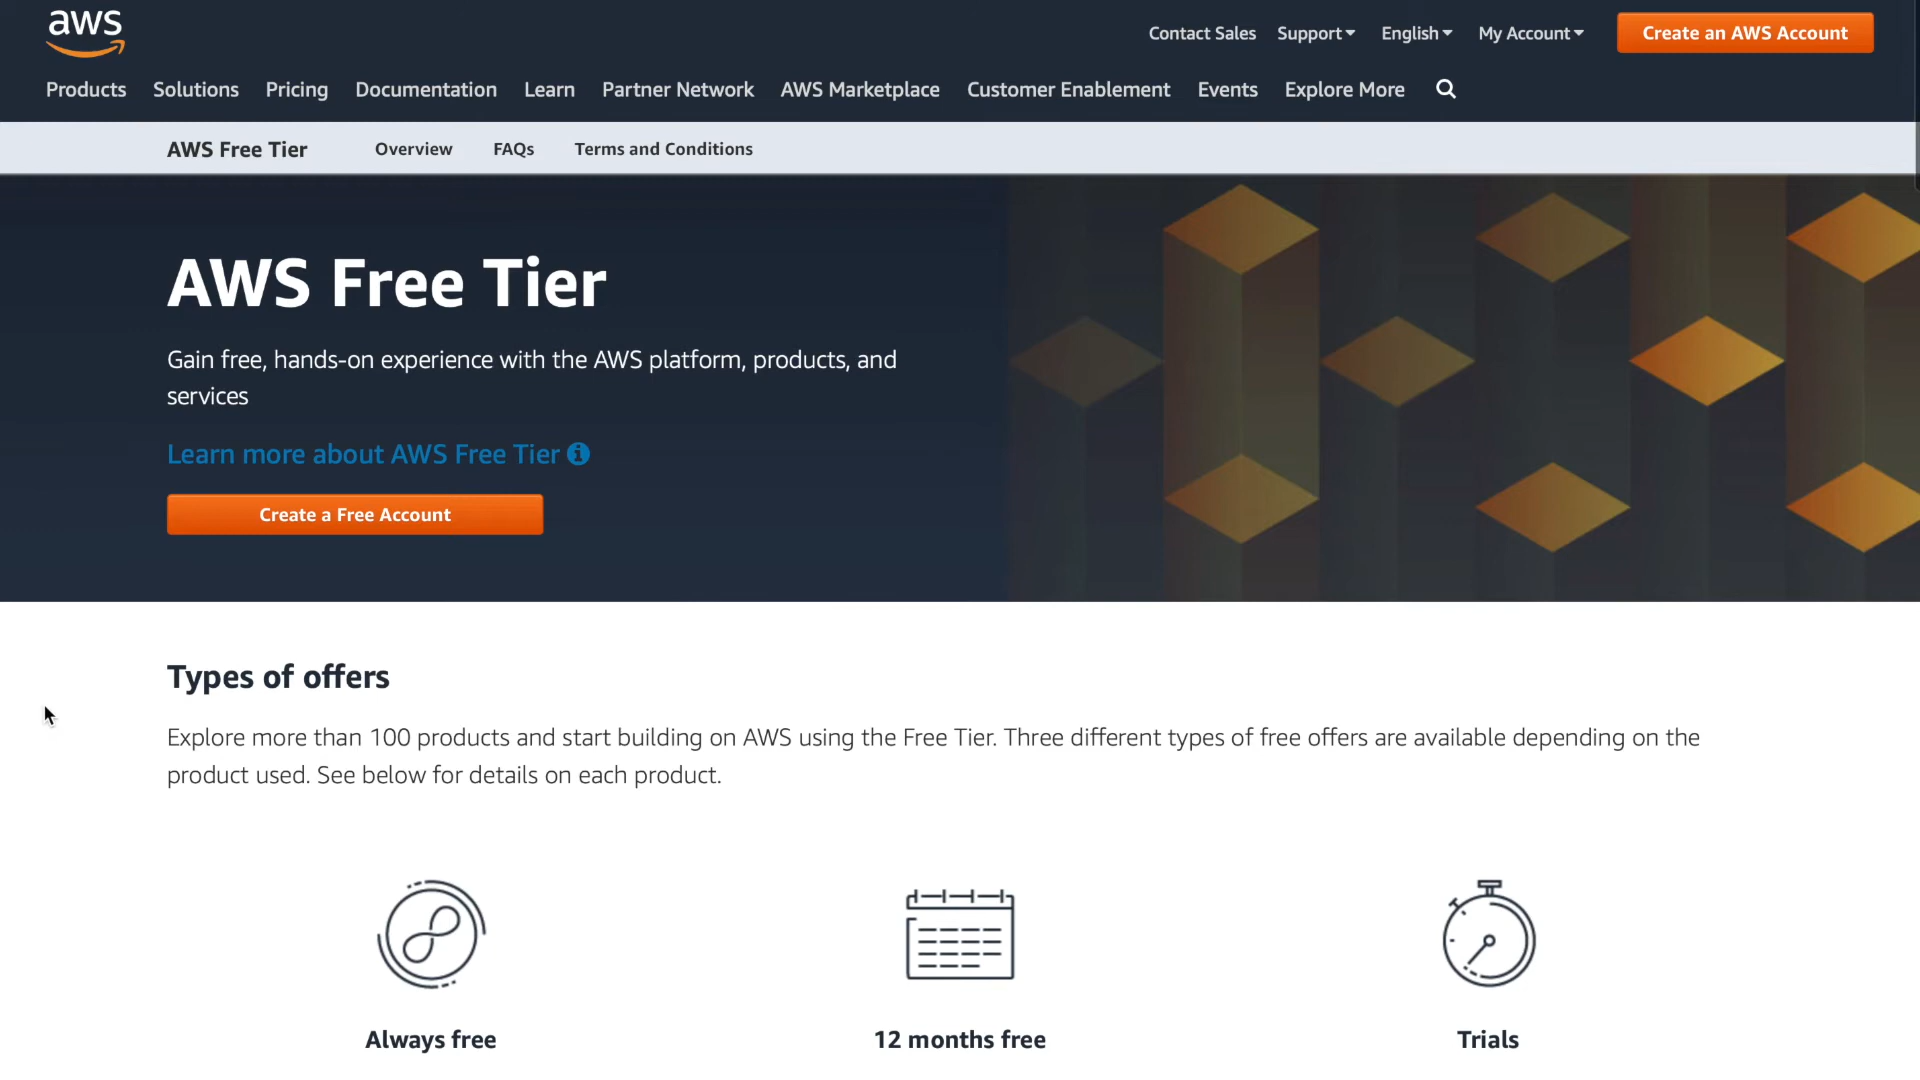 aws
Contact Sales Support English My Account Create an AWS Account
Products Solutions Pricing Documentation Learn Partner Network AWS Marketplace Customer Enablement Events Explore More
AWS Free Tier Overview FAQs Terms and Conditions
AWS Free Tier
Gain free, hands-on experience with the AWS platform, products, and
services
Learn more about AWS Free Tier
Create a Free Account
Types of offers
Explore more than 100 products and start building on AWS using the Free Tier. Three different types of free offers are available depending on the
product used. See below for details on each product.
Always free 12 months free Trials